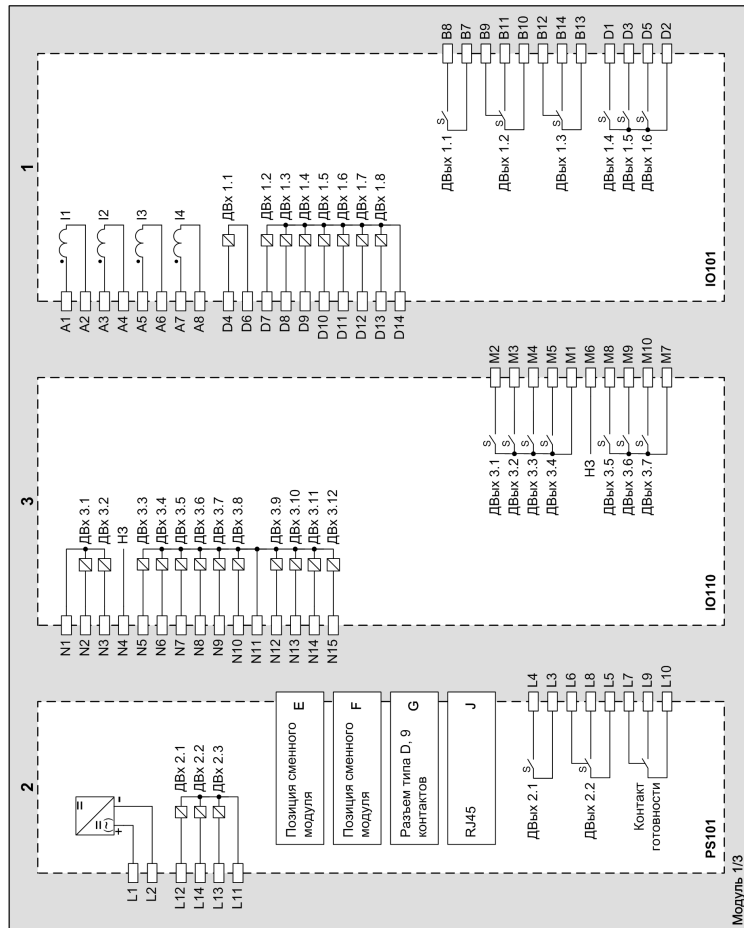 1
A1
A2
A3
A4
A5
A6
A7
A8
I1
I2
I3
I4
D4
D6
D7
D8
D9
D10
D11
D12
D13
D14
ДВх 1.1
ДВх 1.2
ДВх 1.3
ДВх 1.4
ДВх 1.5
ДВх 1.6
ДВх 1.7
ДВх 1.8
ДВых 1.1
ДВых 1.2
ДВых 1.3
ДВых 1.4
ДВых 1.5
ДВых 1.6
S
S
S
S
S
S
B8
B7
B9
B11
B10
B12
B14
B13
D1
D3
D5
D2
IO101
3
N1
N2
N3
N4
N5
N6
N7
N8
N9
N10
N11
N12
N13
N14
N15
ДВх 3.1
ДВх 3.2
НЗ
ДВх 3.3
ДВх 3.4
ДВх 3.5
ДВх 3.6
ДВх 3.7
ДВх 3.8
ДВх 3.9
ДВх 3.10
ДВх 3.11
ДВх 3.12
ДВых 3.1
ДВых 3.2
ДВых 3.3
ДВых 3.4
НЗ
ДВых 3.5
ДВых 3.6
ДВых 3.7
S
S
S
S
S
S
S
M2
M3
M4
M5
M1
M6
M8
M9
M10
M7
IO110
2
=
=
~
+
-
L1
L2
L12
L14
L13
L11
ДВх 2.1
ДВх 2.2
ДВх 2.3
Позиция сменного
модуля
E
Позиция сменного
модуля
F
Разъем типа D, 9
контактов
G
RJ45
J
ДВых 2.1
ДВых 2.2
Контакт
готовности
S
S
L4
L3
L6
L8
L5
L7
L9
L10
PS101
Модуль 1/3